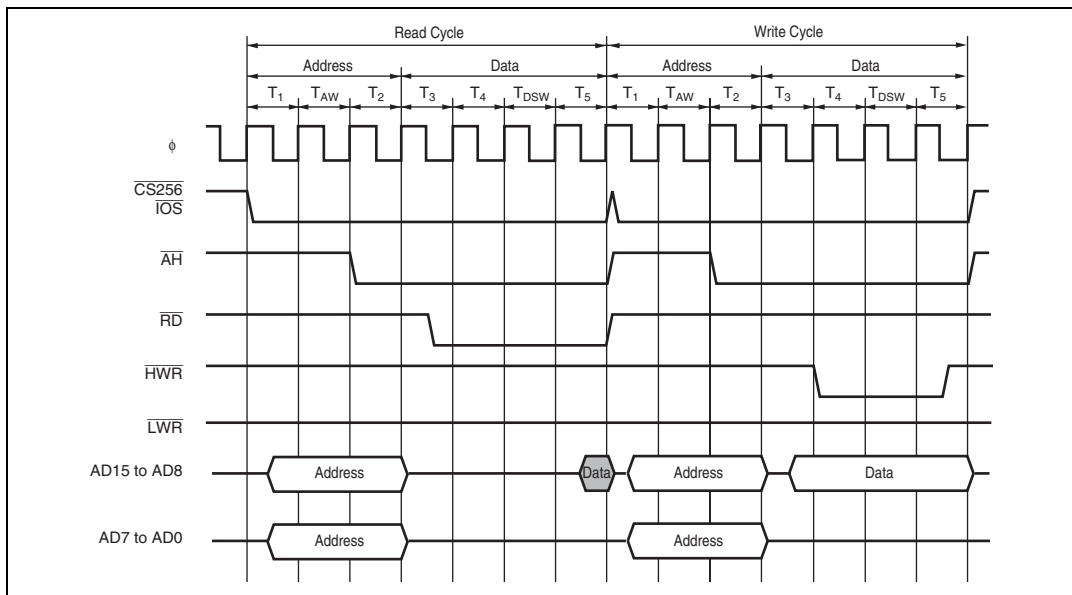 Read Cycle Write Cycle
Address Data Address Data
T1 TAW T2 T3 T4 TDSW T5 T1 TAW T2 T3 T4 TDSW T5
ϕ
CS256
IOS
AH
RD
HWR
LWR
AD15 to AD8 Address Data Address Data
AD7 to AD0 Address Address